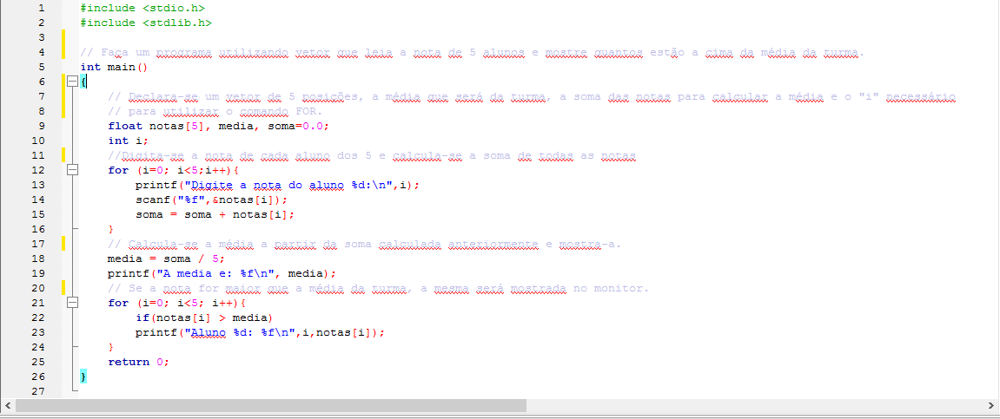 1 #include <stdio.h>
2 #include <stdlib.h>
3
4 // Faça um programa utilizando vetor que leia a nota de 5 alunos e mostre quantos estão a cima da média da turma.
5 int main()
6 {
7 // Declara-se um vetor de 5 posições, a média que será da turma, a soma das notas para calcular a média e o "i" necessário
8 // para utilizar o comando FOR.
9 float notas[5], media, soma=0.0;
10 int i;
11 //Digita-se a nota de cada aluno dos 5 e calcula-se a soma de todas as notas
12 for (i=0; i<5;i++){
13 printf("Digite a nota do aluno %d:\n",i);
14 scanf("%f",&notas[i]);
15 soma = soma + notas[i];
16 }
17 // Calcula-se a média a partir da soma calculada anteriormente e mostra-a.
18 media = soma / 5;
19 printf("A media e: %f\n", media);
20 // Se a nota for maior que a média da turma, a mesma será mostrada no monitor.
21 for (i=0; i<5; i++){
22 if(notas[i] > media)
23 printf("Aluno %d: %f\n",i,notas[i]);
24 }
25 return 0;
26 }
27